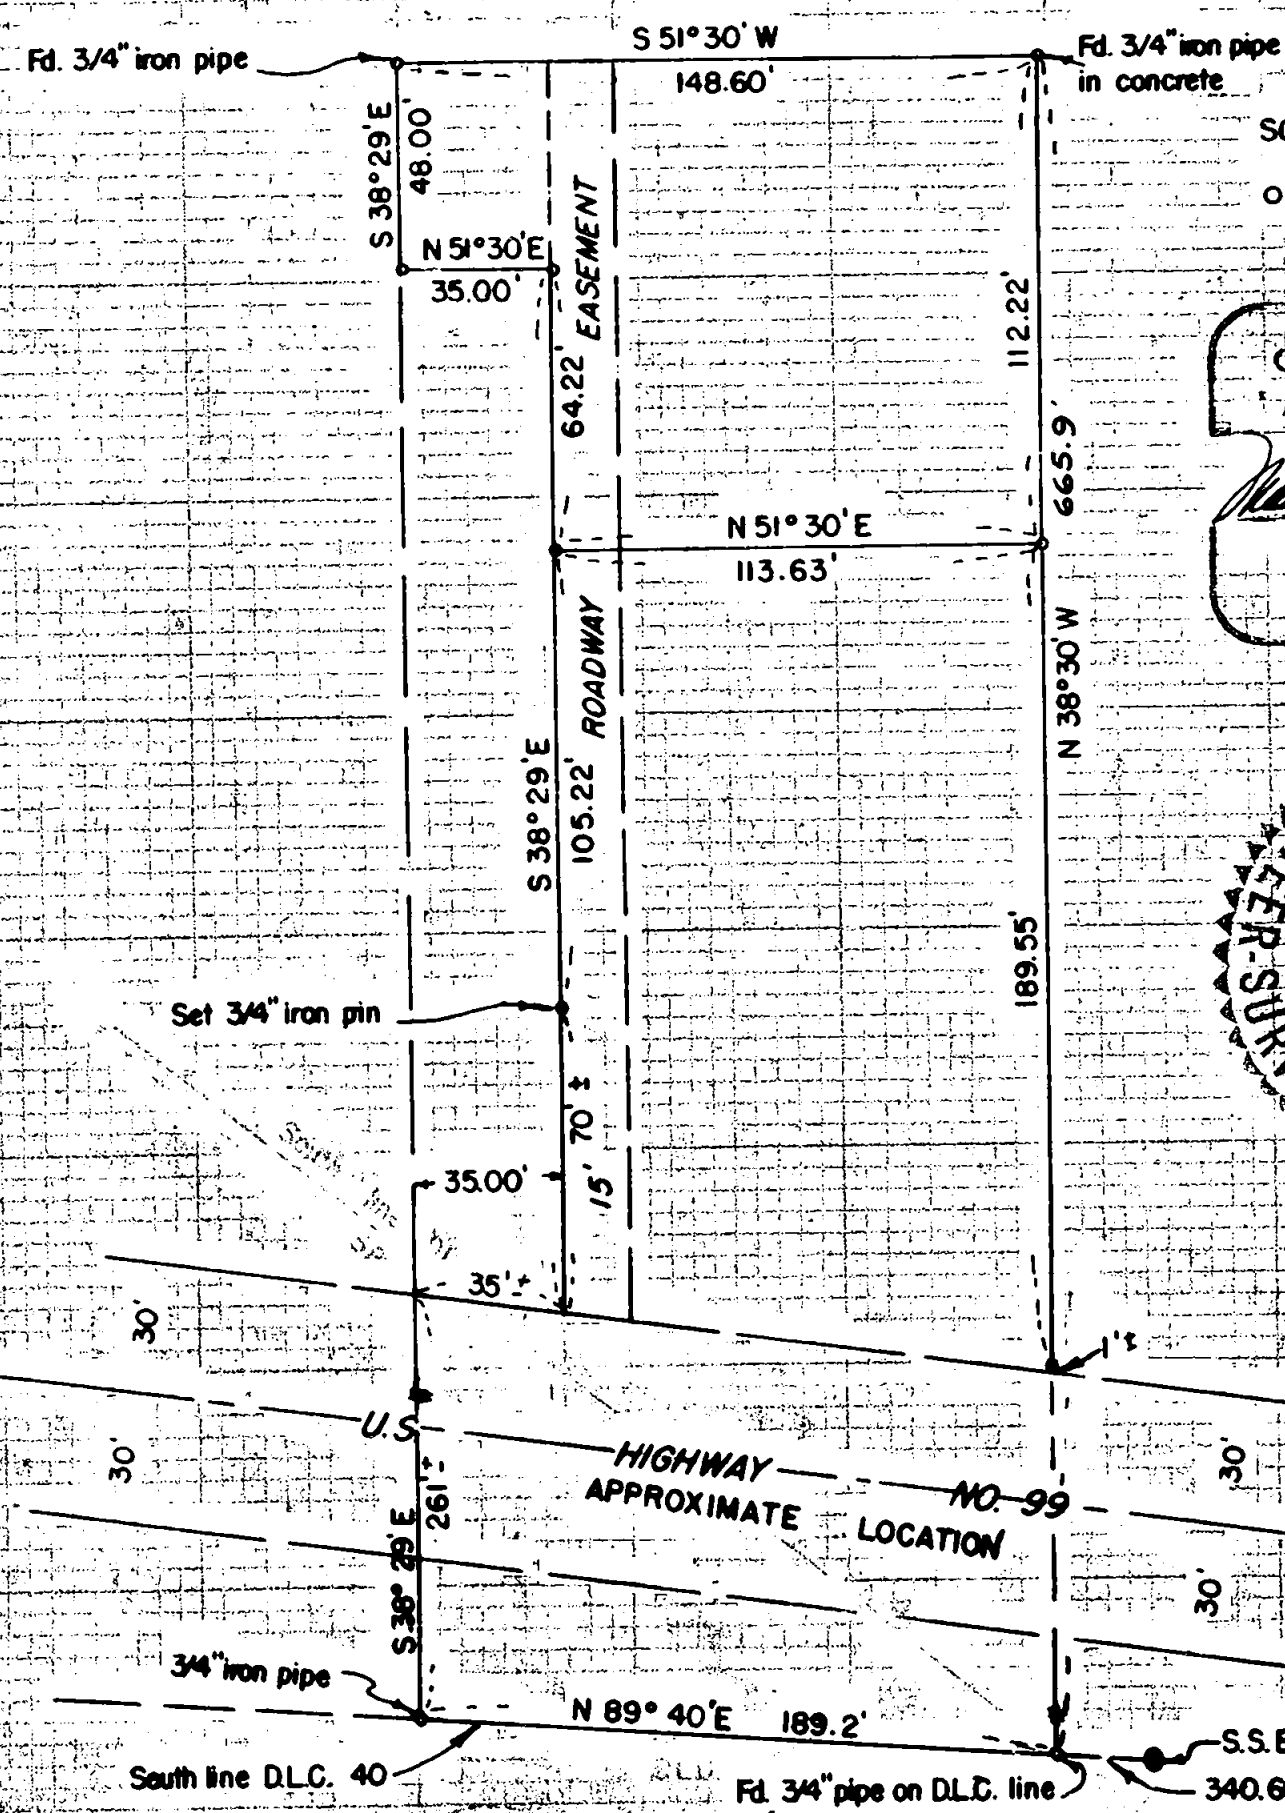 S 51° 30' W
Fd. 3/4" iron pipe
148.60'
Fd. 3/4" iron pipe
in concrete
S 38° 29' E
48.00'
N 51° 30' E
35.00'
EASEMENT
64.22'
112.22'
665.9'
N 51° 30' E
113.63'
ROADWAY
N 38° 30' W
S 38° 29' E
105.22'
189.55'
ER-SUR
Set 3/4" iron pin
70' ±
35.00'
15'
35' ±
30'
1' ±
U.S.
HIGHWAY
NO. 99
APPROXIMATE
LOCATION
30'
30'
30'
S 38° 29' E
261' ±
3/4" iron pipe
N 89° 40' E 189.2'
South line D.L.C. 40
Fd. 3/4" pipe on D.L.C. line
S.S.E
340.6